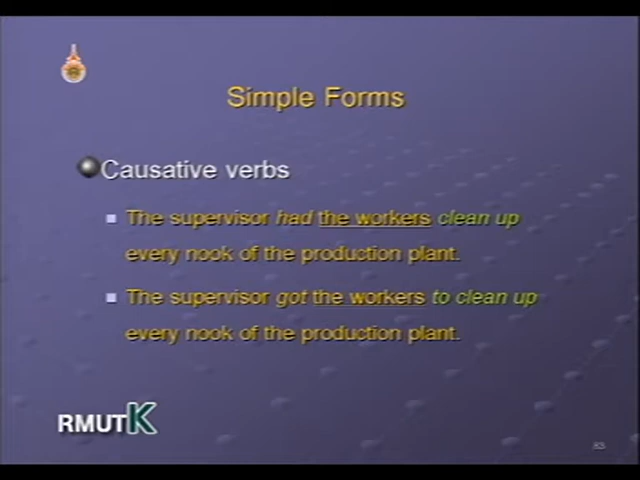 Simple Forms
Causative verbs
The supervisor had the workers clean up
every nook of the production plant.
The supervisor got the workers to clean up
every nook of the production plant.
RMUTK